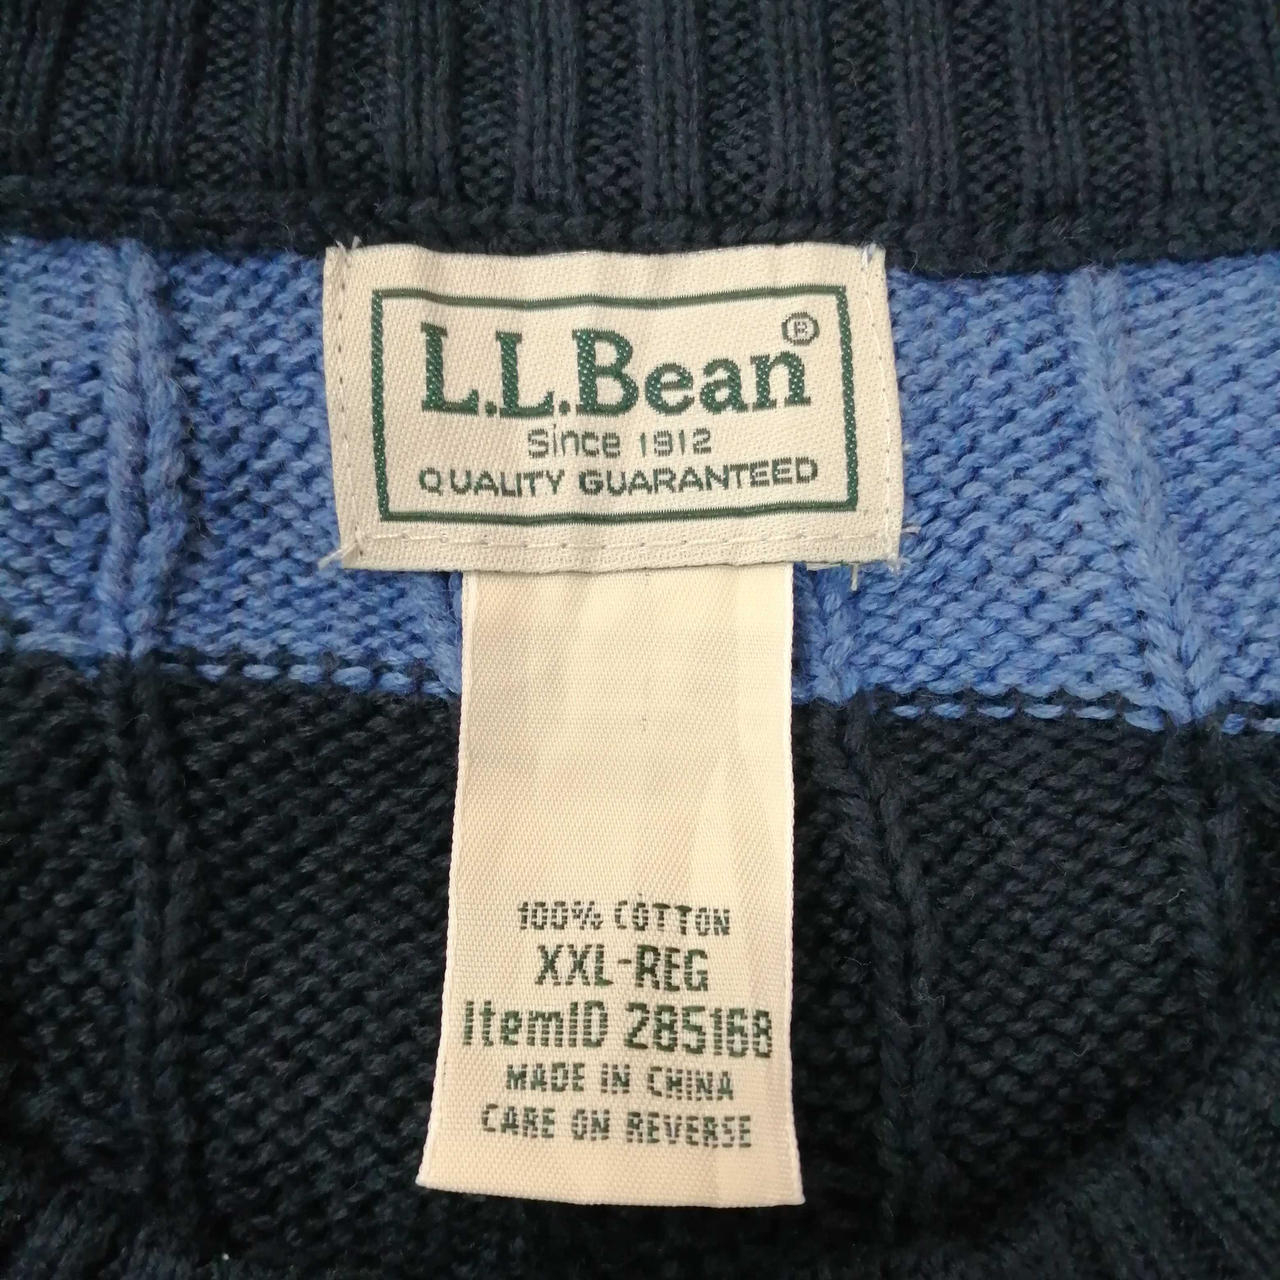 L.L.Bean®
Since 1912
QUALITY GUARANTEED
100% COTTON
XXL-REG
ItemID 285168
MADE IN CHINA
CARE ON REVERSE